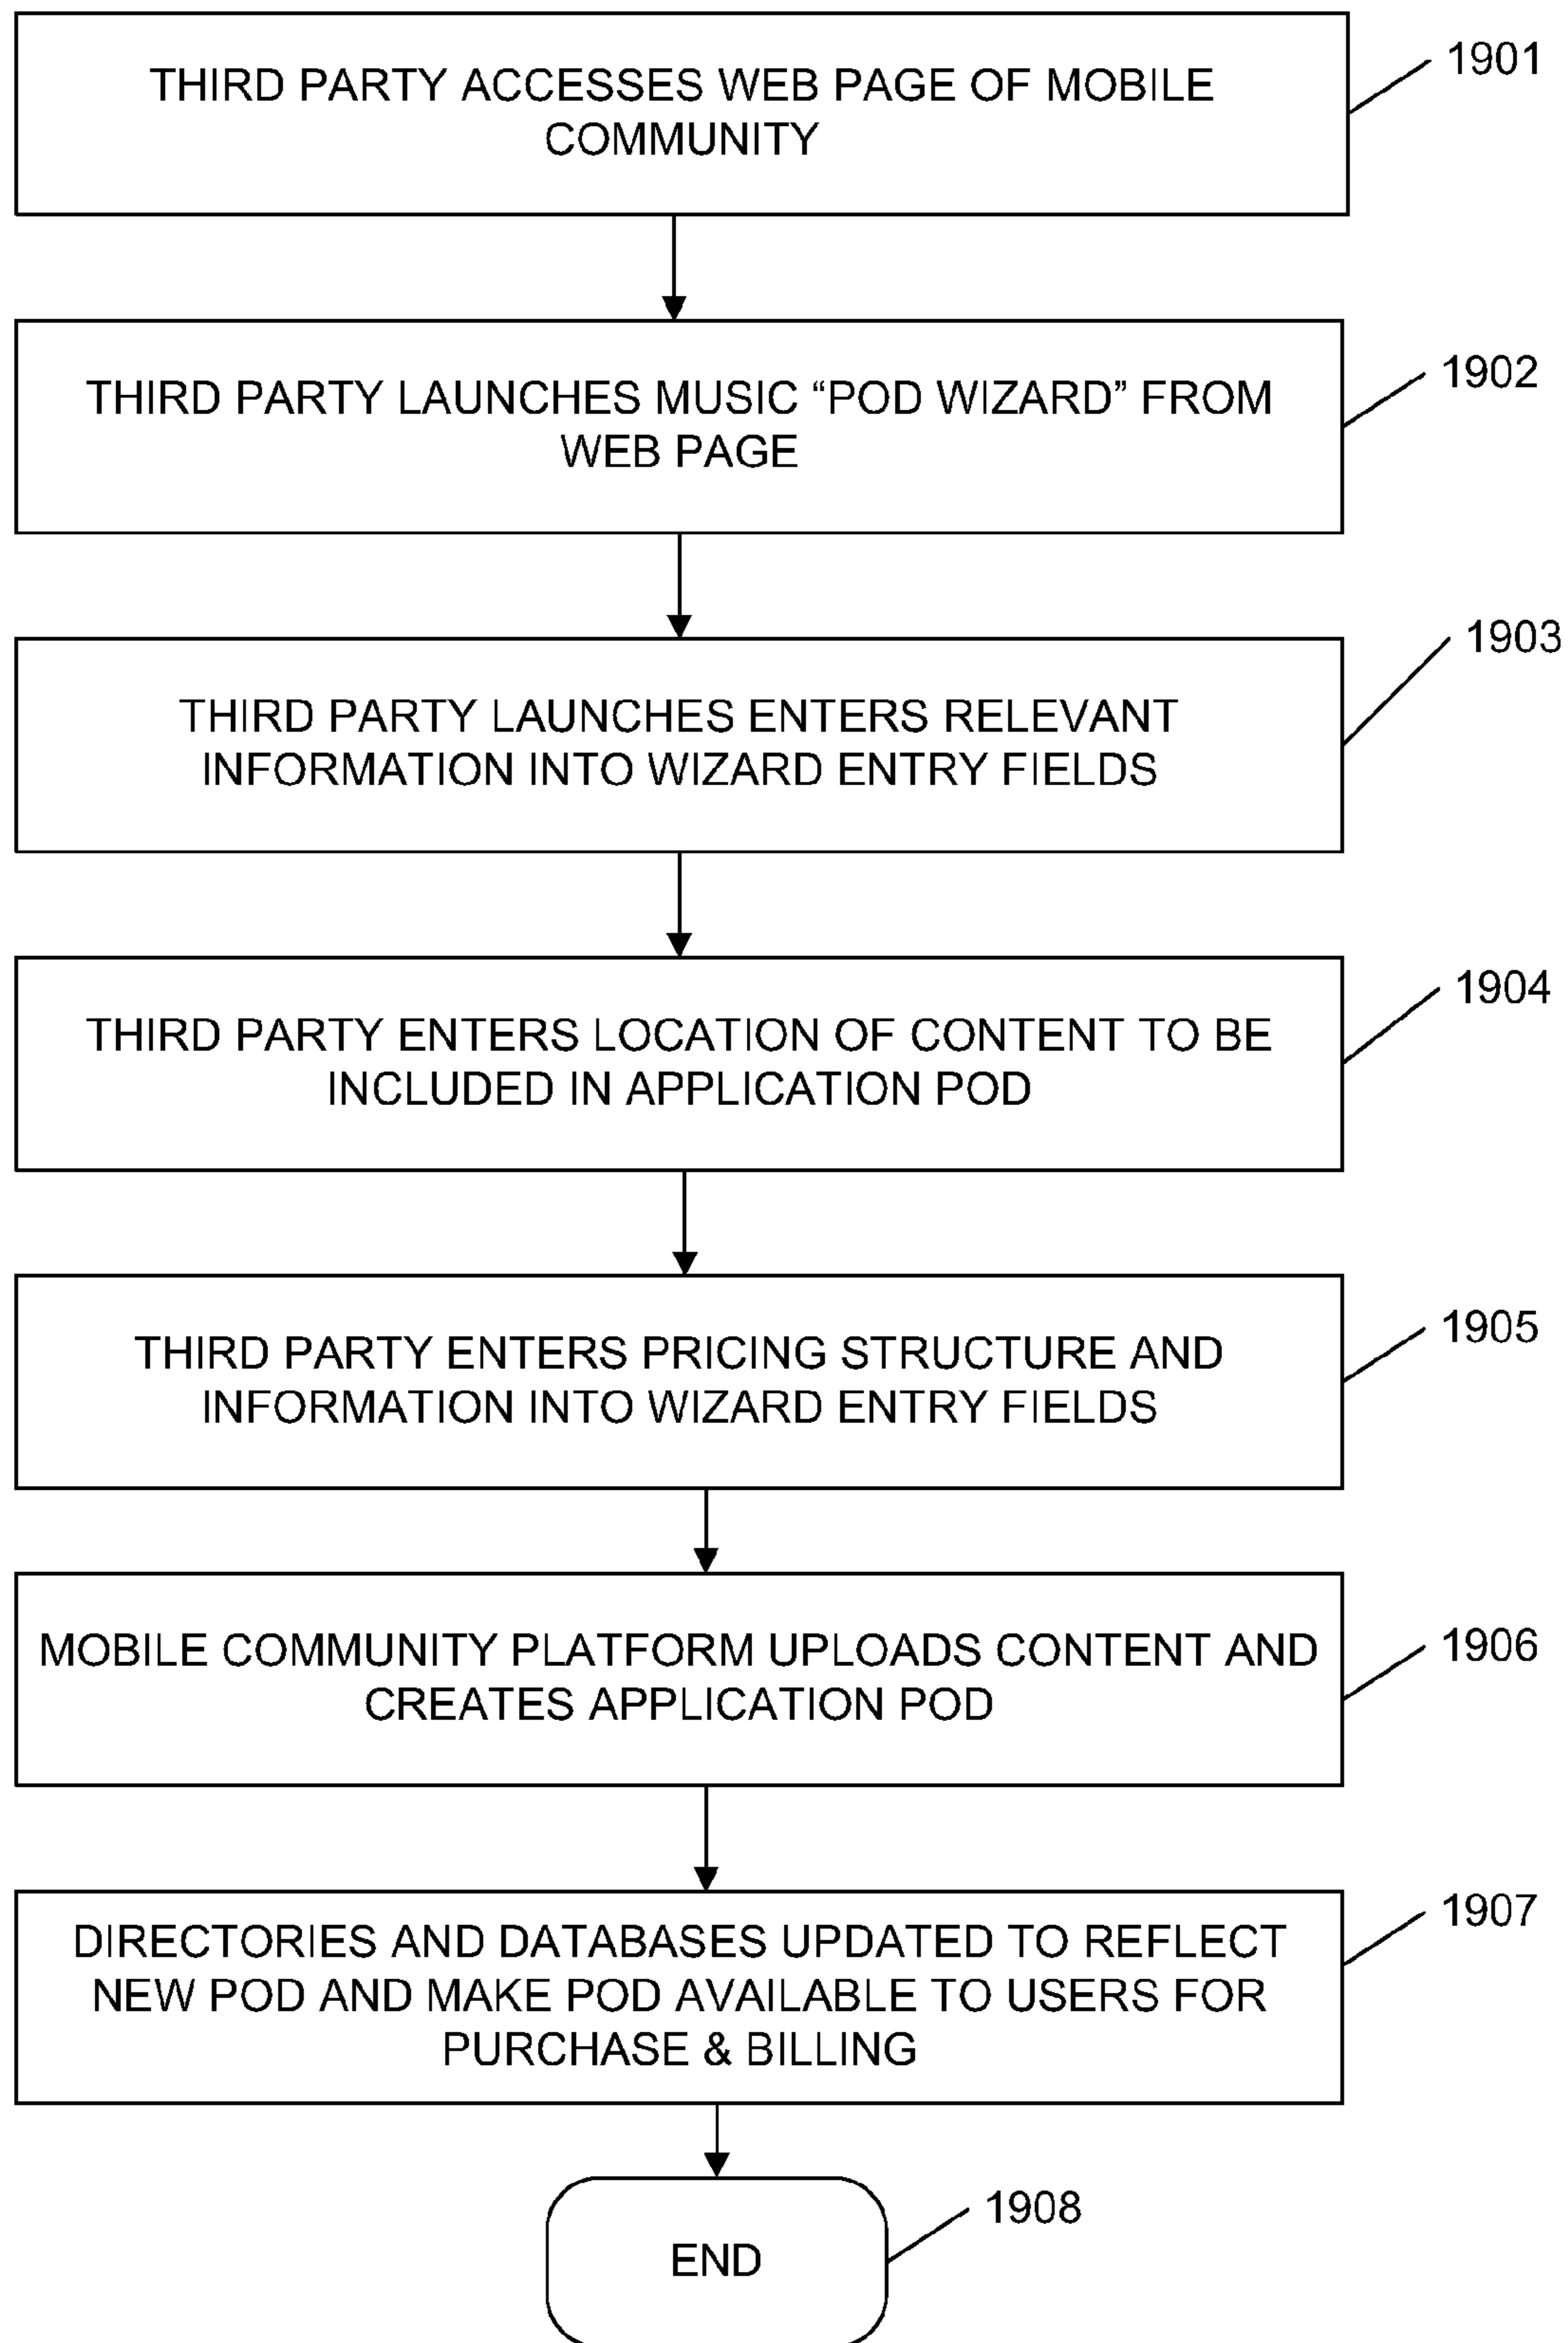 THIRD PARTY ACCESSES WEB PAGE OF MOBILE
COMMUNITY
1901
THIRD PARTY LAUNCHES MUSIC “POD WIZARD” FROM
WEB PAGE
1902
THIRD PARTY LAUNCHES ENTERS RELEVANT
INFORMATION INTO WIZARD ENTRY FIELDS
1903
THIRD PARTY ENTERS LOCATION OF CONTENT TO BE
INCLUDED IN APPLICATION POD
1904
THIRD PARTY ENTERS PRICING STRUCTURE AND
INFORMATION INTO WIZARD ENTRY FIELDS
1905
MOBILE COMMUNITY PLATFORM UPLOADS CONTENT AND
CREATES APPLICATION POD
1906
DIRECTORIES AND DATABASES UPDATED TO REFLECT
NEW POD AND MAKE POD AVAILABLE TO USERS FOR
PURCHASE & BILLING
1907
END
1908